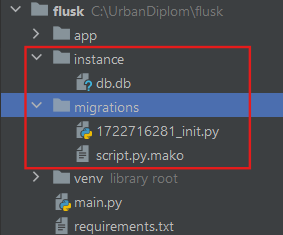 flusk C:\UrbanDiplom\flusk
app
instance
db.db
migrations
1722716281_init.py
script.py.mako
venv library root
main.py
requirements.txt